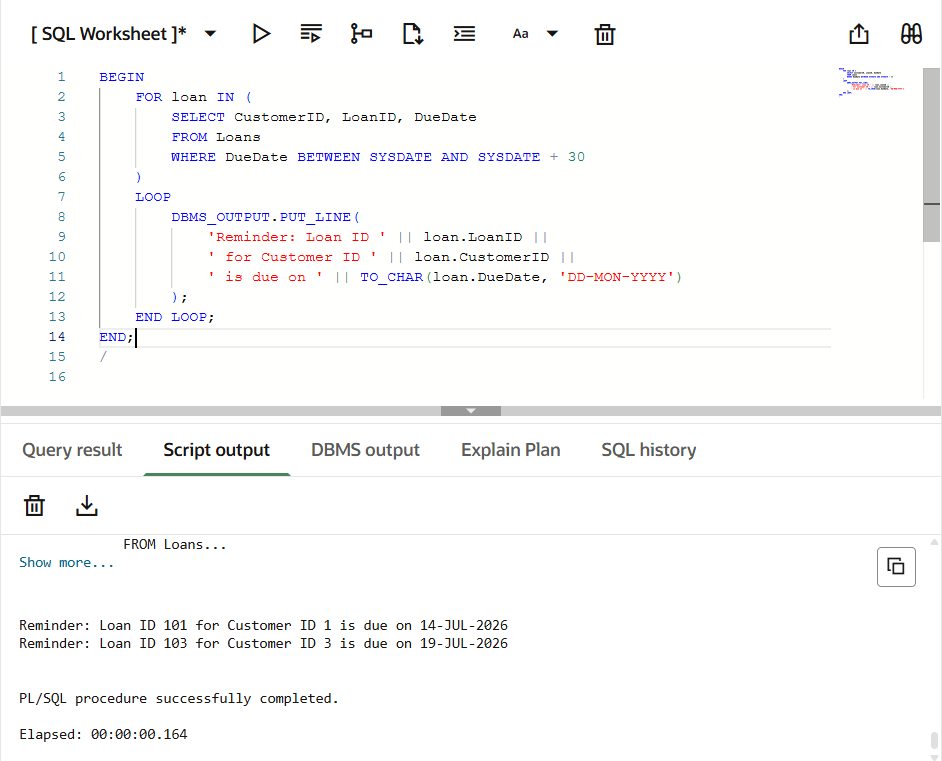 [ SQL Worksheet ]*
Aa
1 BEGIN
2 FOR loan IN (
3 SELECT CustomerID, LoanID, DueDate
4 FROM Loans
5 WHERE DueDate BETWEEN SYSDATE AND SYSDATE + 30
6 )
7 LOOP
8 DBMS_OUTPUT.PUT_LINE(
9 'Reminder: Loan ID ' || loan.LoanID ||
10 ' for Customer ID ' || loan.CustomerID ||
11 ' is due on ' || TO_CHAR(loan.DueDate, 'DD-MON-YYYY')
12 );
13 END LOOP;
14 END;
15 /
16
Query result Script output DBMS output Explain Plan SQL history
FROM Loans...
Show more...
Reminder: Loan ID 101 for Customer ID 1 is due on 14-JUL-2026
Reminder: Loan ID 103 for Customer ID 3 is due on 19-JUL-2026
PL/SQL procedure successfully completed.
Elapsed: 00:00:00.164